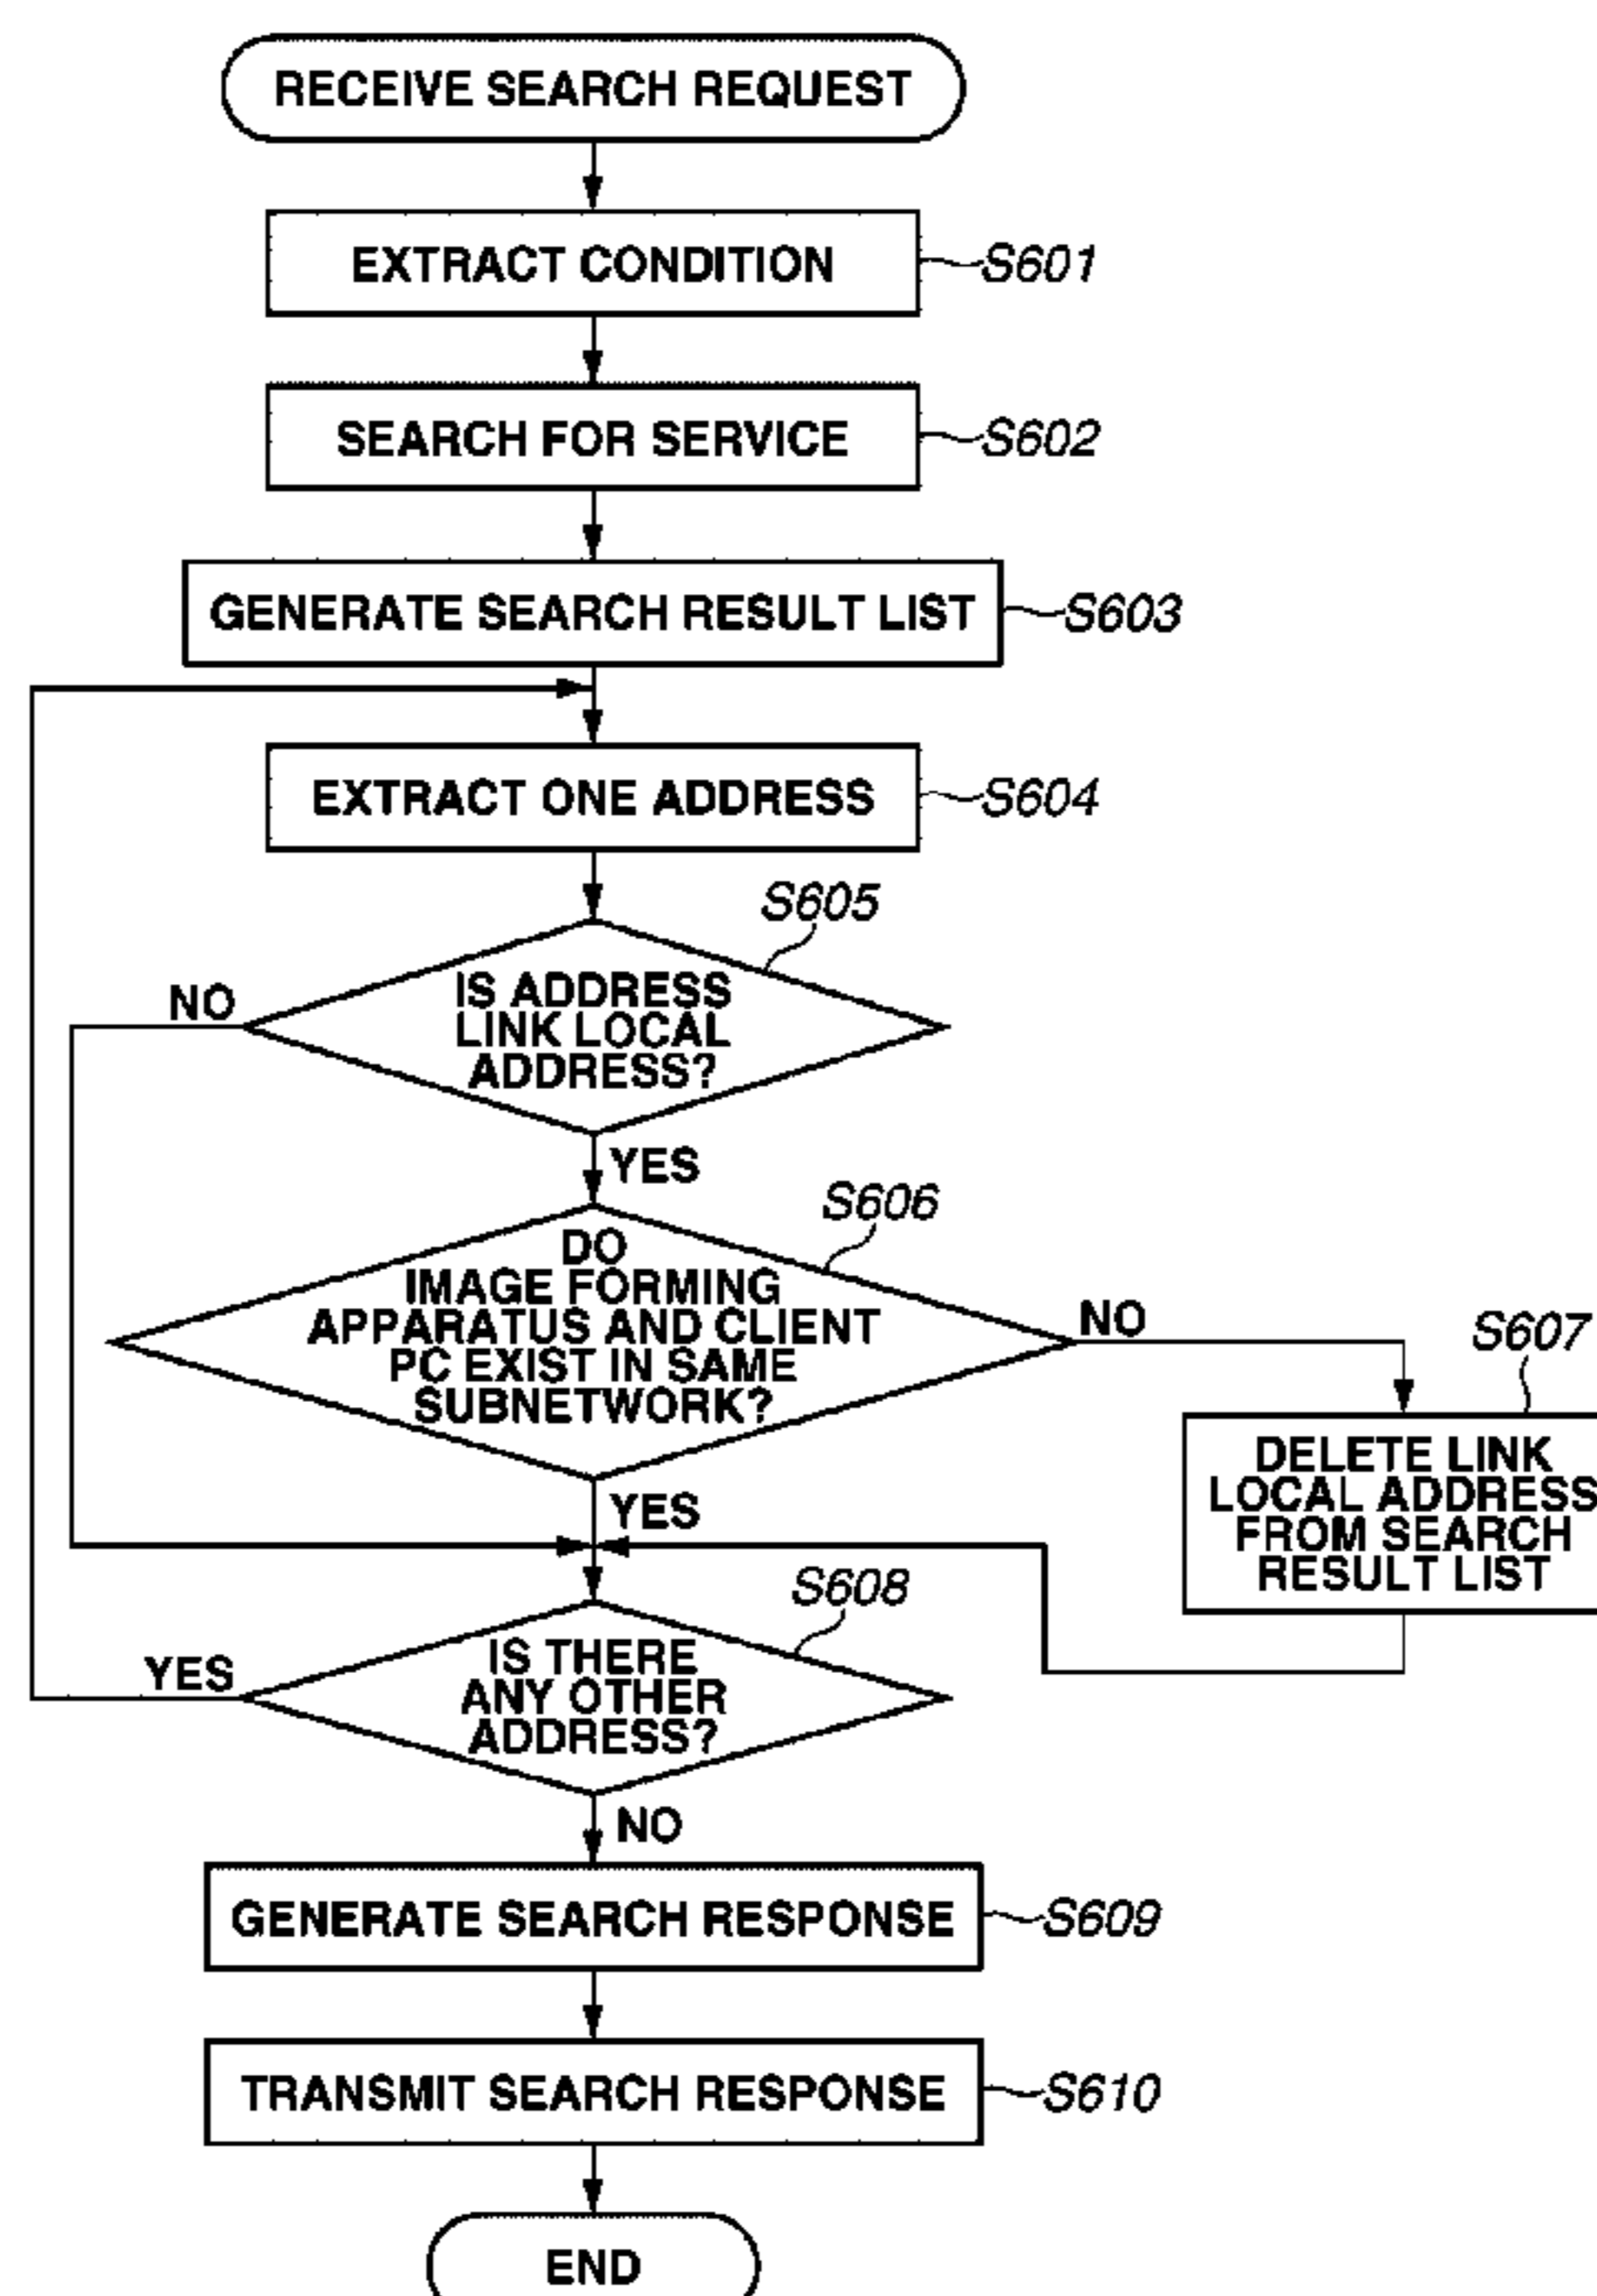 RECEIVE SEARCH REQUEST
EXTRACT CONDITION
S601
SEARCH FOR SERVICE
S602
GENERATE SEARCH RESULT LIST
S603
EXTRACT ONE ADDRESS
S604
S605
IS ADDRESS
LINK LOCAL
ADDRESS?
NO
YES
S606
DO
IMAGE FORMING
APPARATUS AND CLIENT
PC EXIST IN SAME
SUBNETWORK?
NO
S607
DELETE LINK
LOCAL ADDRESS
FROM SEARCH
RESULT LIST
YES
S608
IS THERE
ANY OTHER
ADDRESS?
YES
NO
GENERATE SEARCH RESPONSE
S609
TRANSMIT SEARCH RESPONSE
S610
END